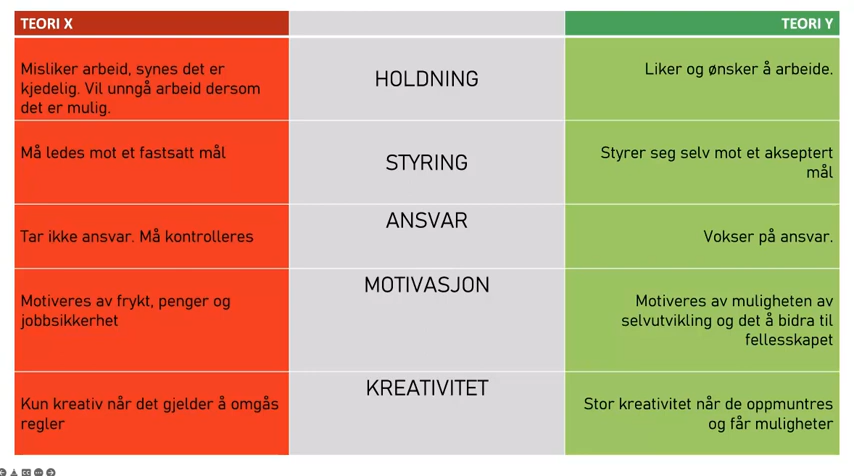 TEORI X
TEORI Y
Misliker arbeid, synes det er
kjedelig. Vil unngå arbeid dersom
det er mulig.
HOLDNING
Liker og ønsker å arbeide.
Må ledes mot et fastsatt mål
STYRING
Styrer seg selv mot et akseptert
mål
Tar ikke ansvar. Må kontrolleres
ANSVAR
Vokser på ansvar.
Motiveres av frykt, penger og
jobbsikkerhet
MOTIVASJON
Motiveres av muligheten av
selvutvikling og det å bidra til
fellesskapet
Kun kreativ når det gjelder å omgås
regler
KREATIVITET
Stor kreativitet når de oppmuntres
og får muligheter